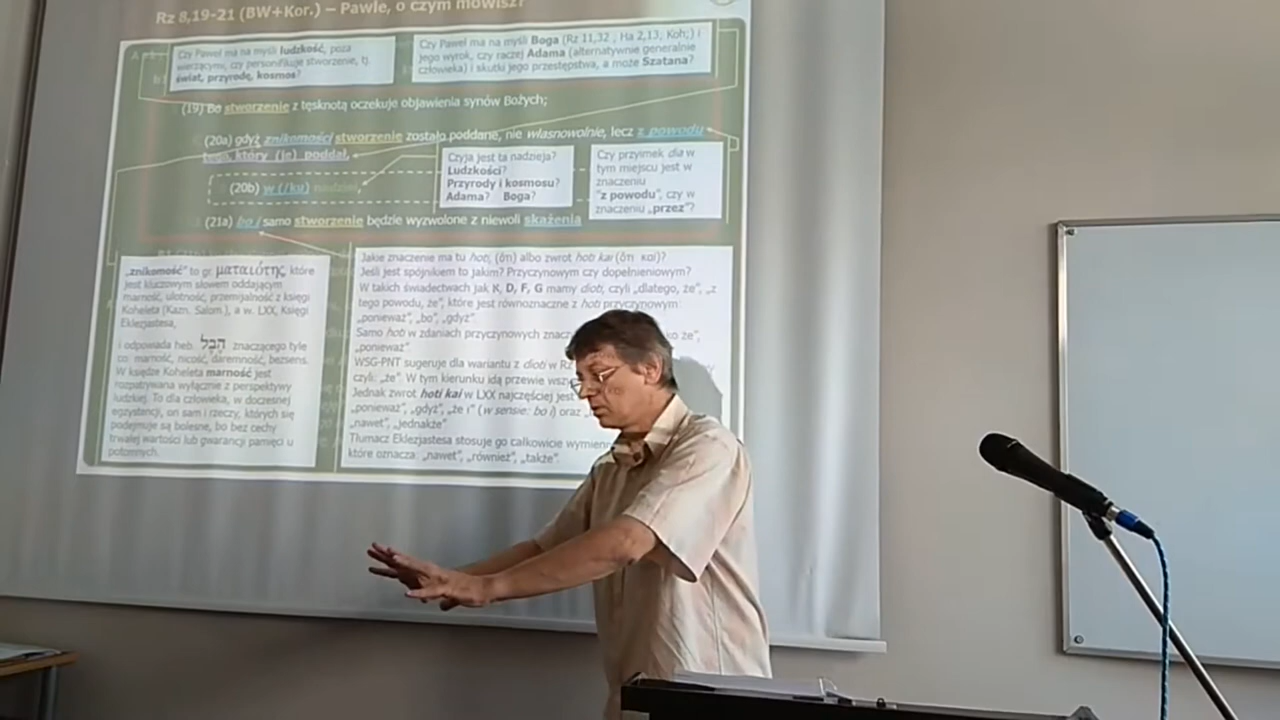 Rz 8,19-21 (BW+Kor.) – Pawle, o czym mówisz?
Czy Paweł ma na myśli ludzkość, poza
wierzącymi, czy personifikuje stworzenie, tj.
świat, przyrodę, kosmos?
Czy Paweł ma na myśli Boga (Rz 11,32 ; Ha 2,13; Koh;) i
jego wyrok, czy raczej Adama (alternatywnie generalnie
człowieka) i skutki jego przestępstwa, a może Szatana?
(19) Bo stworzenie z tęsknotą oczekuje objawienia synów Bożych;
(20a) gdyż znikomości stworzenie zostało poddane, nie własnowolnie, lecz z powodu
tego, który (je) poddał,
(20b) w (/ku) nadziei,
Czyja jest ta nadzieja?
Ludzkości?
Przyrody i kosmosu?
Adama? Boga?
Czy przyimek dia w
tym miejscu jest w
znaczeniu
"z powodu", czy w
znaczeniu „przez"?
(21a) bo i samo stworzenie będzie wyzwolone z niewoli skażenia
„znikomość" to gr. ματαιότης, które
jest kluczowym słowem oddającym
marność, ulotność, przemijalność z księgi
Koheleta (Kazn. Salom.), a w. LXX, Księgi
Eklezjastesa,
i odpowiada heb. הֶבֶל znaczącego tyle
co: marność, nicość, daremność, bezsens.
W księdze Koheleta marność jest
rozpatrywana wyłącznie z perspektywy
ludzkiej. To dla człowieka, w doczesnej
egzystencji, on sam i rzeczy, których się
podejmuje są bolesne, bo bez cechy
trwałej wartości lub gwarancji pamięci u
potomnych.
Jakie znaczenie ma tu hoti, (ὅτι) albo zwrot hoti kai (ὅτι καὶ)?
Jeśli jest spójnikiem to jakim? Przyczynowym czy dopełnieniowym?
W takich świadectwach jak K, D, F, G mamy dioti, czyli „dlatego, że", „z
tego powodu, że", które jest równoznaczne z hoti przyczynowym:
„ponieważ", „bo", „gdyż".
Samo hoti w zdaniach przyczynowych znacz ko że",
„ponieważ"
WSG-PNT sugeruje dla wariantu z dioti w Rz
czyli: „że". W tym kierunku idą przewie
Jednak zwrot hoti kai w LXX najczęściej jest
„ponieważ", „gdyż", „że i" (w sensie: bo i) oraz
„nawet", „jednakże"
Tłumacz Eklezjastesa stosuje go całkowicie wymienn
które oznacza: „nawet", „również", „także".